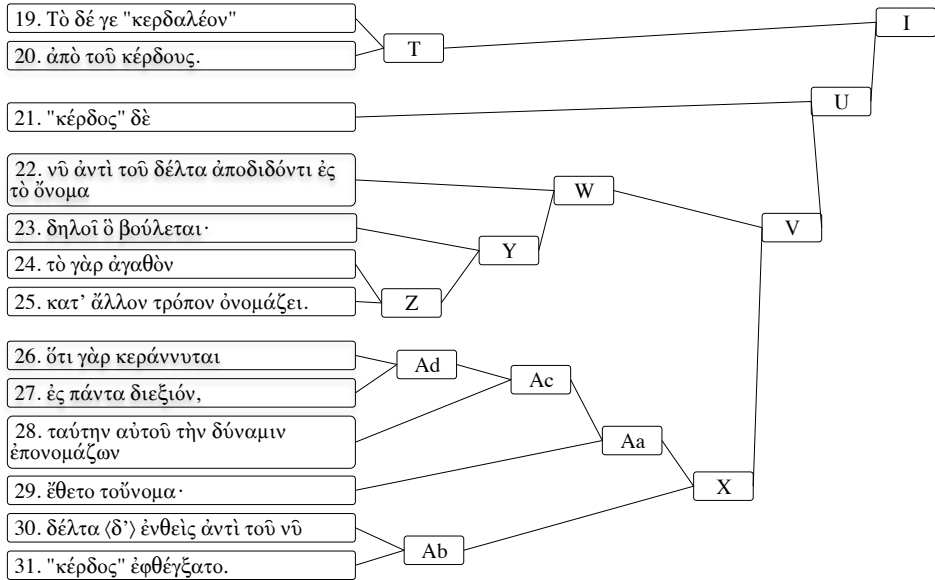 19. Τὸ δέ γε "κερδαλέον"
I
T
20. ἀπὸ τοῦ κέρδους.
U
21. "κέρδος" δὲ
22. νῦ ἀντὶ τοῦ δέλτα ἀποδιδόντι ἐς
τὸ ὄνομα
W
23. δηλοῖ ὃ βούλεται·
V
Y
24. τὸ γὰρ ἀγαθὸν
25. κατ’ ἄλλον τρόπον ὀνομάζει.
Z
26. ὅτι γὰρ κεράννυται
Ad
Ac
27. ἐς πάντα διεξιόν,
28. ταύτην αὐτοῦ τὴν δύναμιν
ἐπονομάζων
Aa
29. ἔθετο τοὔνομα·
X
30. δέλτα ⟨δ’⟩ ἐνθεὶς ἀντὶ τοῦ νῦ
Ab
31. "κέρδος" ἐφθέγξατο.